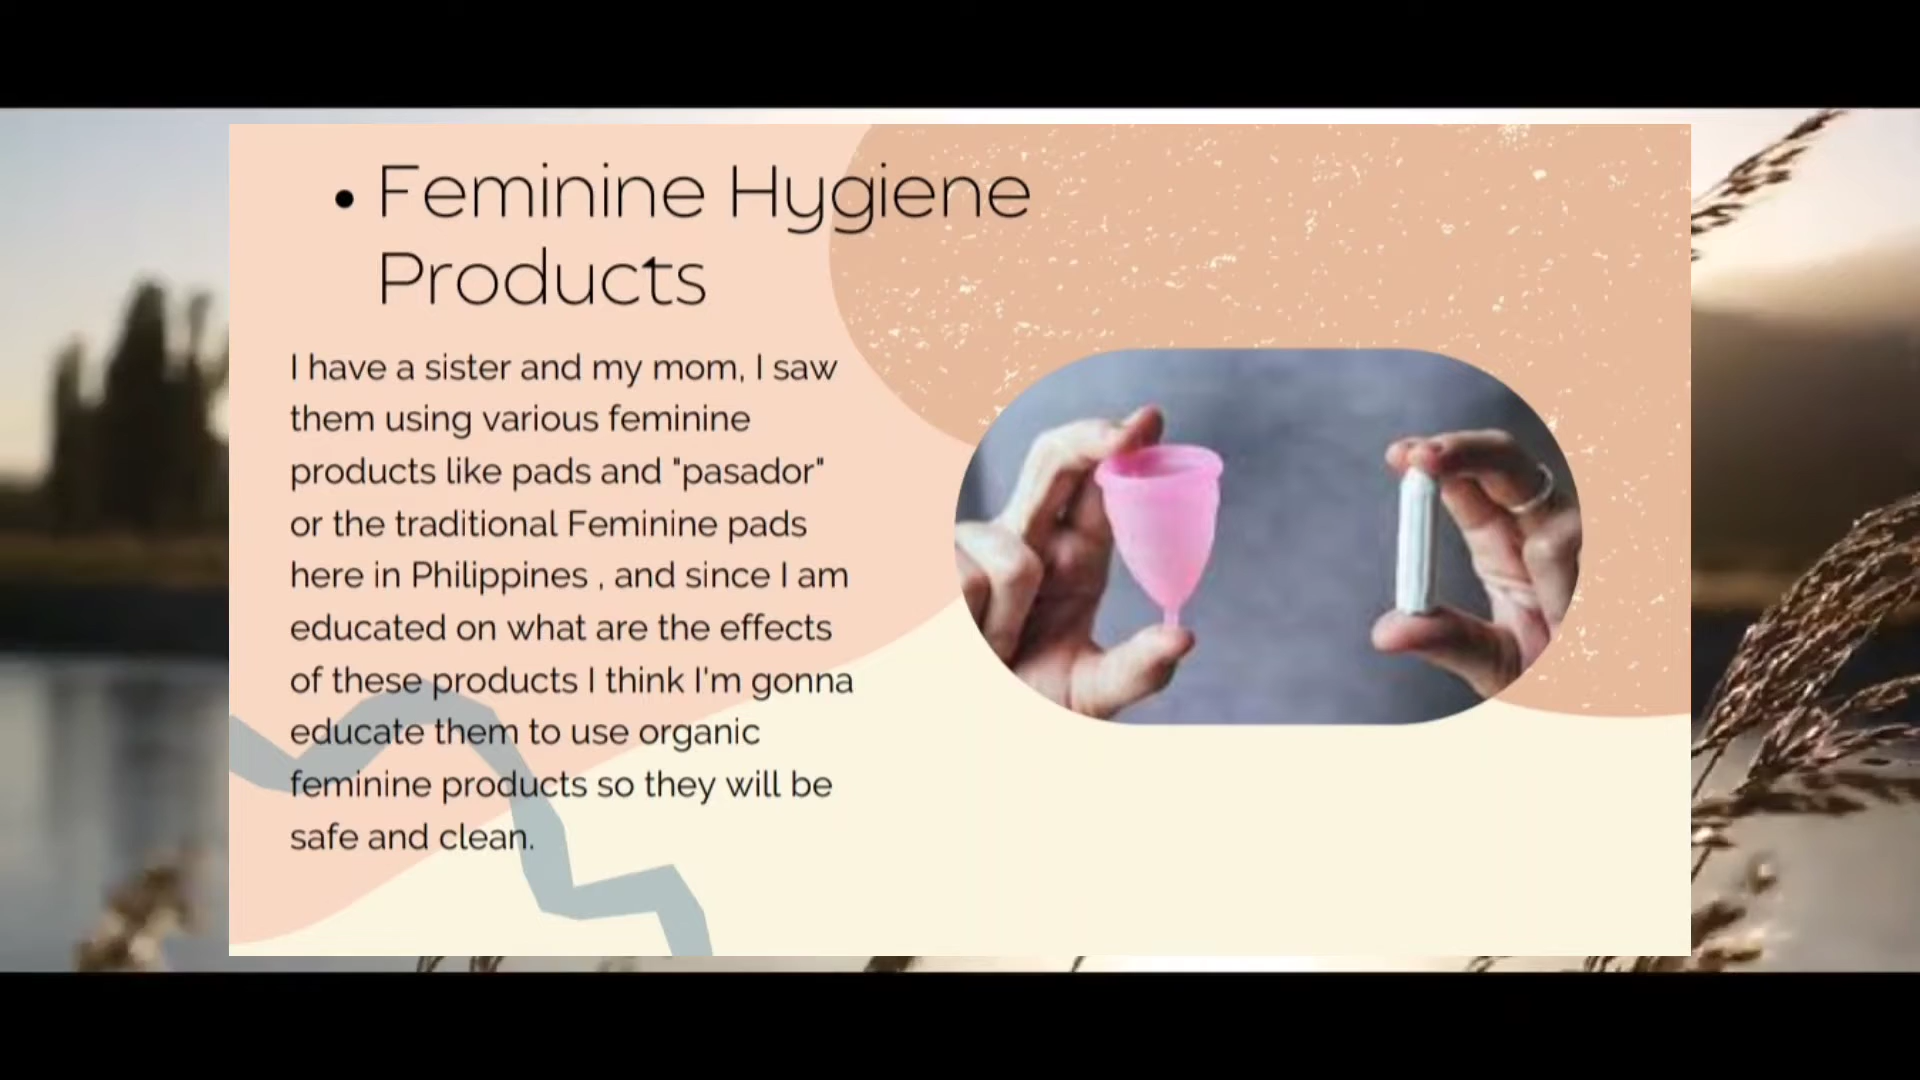 • Feminine Hygiene
Products
I have a sister and my mom, I saw
them using various feminine
products like pads and "pasador"
or the traditional Feminine pads
here in Philippines , and since I am
educated on what are the effects
of these products I think I'm gonna
educate them to use organic
feminine products so they will be
safe and clean.